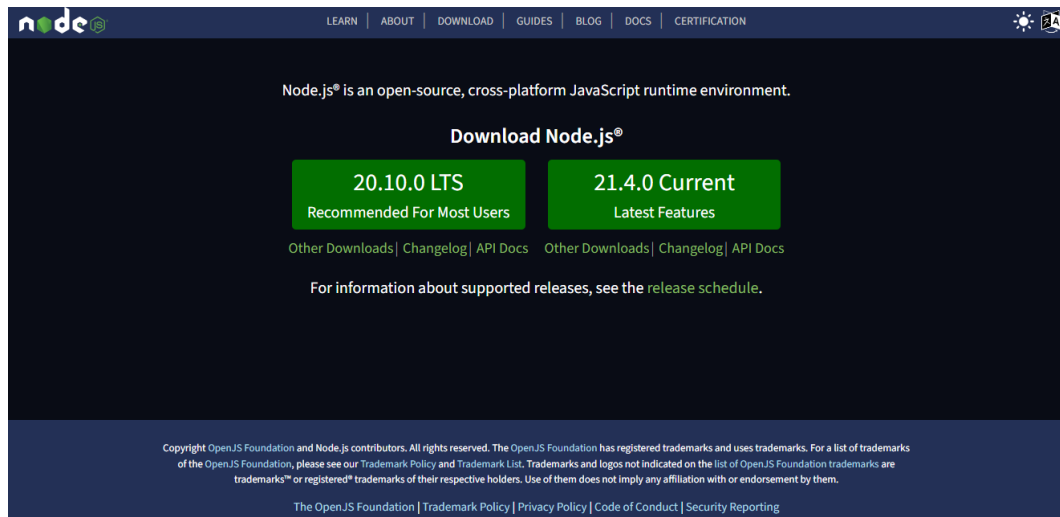 node JS
LEARN | ABOUT | DOWNLOAD | GUIDES | BLOG | DOCS | CERTIFICATION
Node.js® is an open-source, cross-platform JavaScript runtime environment.
Download Node.js®
20.10.0 LTS
Recommended For Most Users
21.4.0 Current
Latest Features
Other Downloads| Changelog| API Docs
Other Downloads| Changelog| API Docs
For information about supported releases, see the release schedule.
Copyright OpenJS Foundation and Node.js contributors. All rights reserved. The OpenJS Foundation has registered trademarks and uses trademarks. For a list of trademarks
of the OpenJS Foundation, please see our Trademark Policy and Trademark List. Trademarks and logos not indicated on the list of OpenJS Foundation trademarks are
trademarks™ or registered® trademarks of their respective holders. Use of them does not imply any affiliation with or endorsement by them.
The OpenJS Foundation | Trademark Policy | Privacy Policy | Code of Conduct | Security Reporting